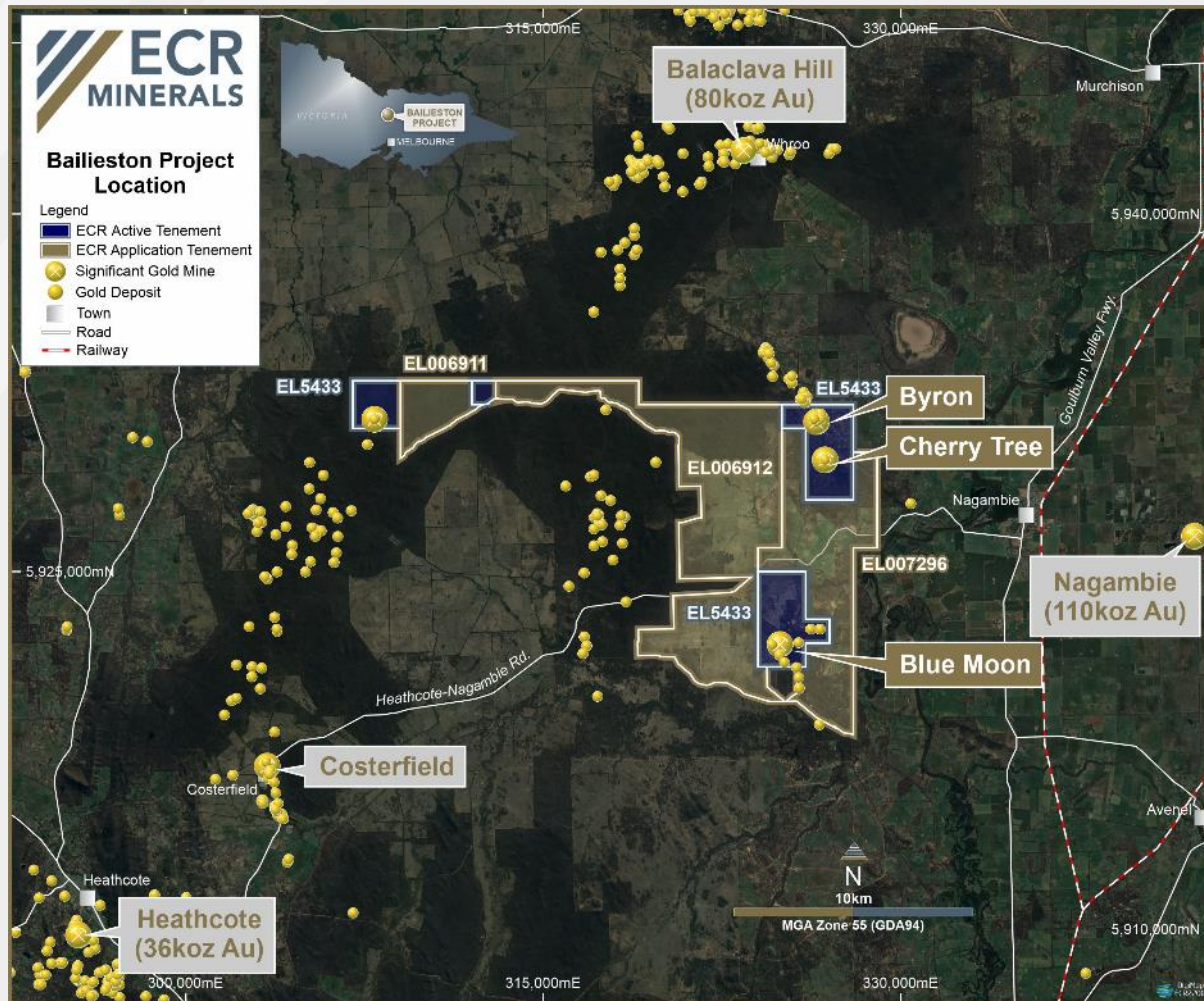 ECR
MINERALS
Bailieston Project
Location
Legend
ECR Active Tenement
ECR Application Tenement
Significant Gold Mine
Gold Deposit
Town
Road
Railway
VICTORIA
BAILIESTON
PROJECT
MELBOURNE
315,000mE
330,000mE
Balaclava Hill
(80koz Au)
Whroo
Murchison
5,940,000mN
Goulburn Valley Fwy.
EL006911
EL5433
EL5433
Byron
Cherry Tree
EL006912
Nagambie
5,925,000mN
EL007296
Nagambie
(110koz Au)
EL5433
Blue Moon
Heathcote-Nagambie Rd.
Costerfield
Costerfield
Avenel
Heathcote
Heathcote
(36koz Au)
N
10km
MGA Zone 55 (GDA94)
5,910,000mN
300,000mE
315,000mE
330,000mE